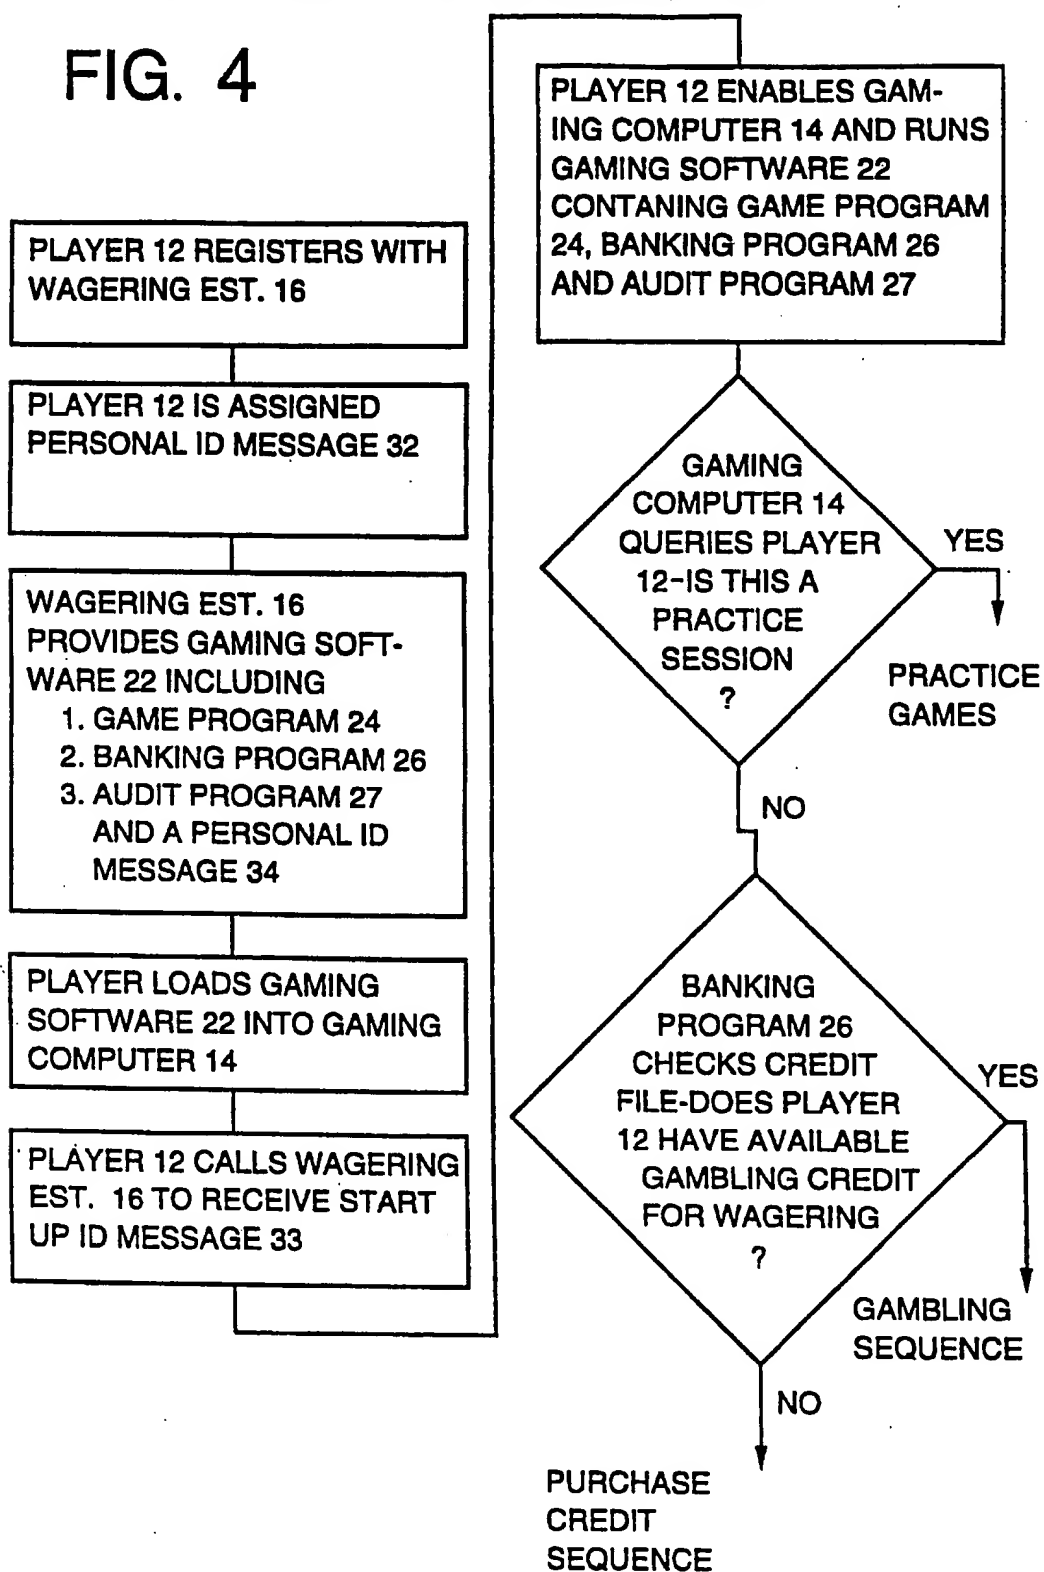 FIG. 4
PLAYER 12 REGISTERS WITH
WAGERING EST. 16
PLAYER 12 IS ASSIGNED
PERSONAL ID MESSAGE 32
WAGERING EST. 16
PROVIDES GAMING SOFT-
WARE 22 INCLUDING
1. GAME PROGRAM 24
2. BANKING PROGRAM 26
3. AUDIT PROGRAM 27
AND A PERSONAL ID
MESSAGE 34
PLAYER LOADS GAMING
SOFTWARE 22 INTO GAMING
COMPUTER 14
PLAYER 12 CALLS WAGERING
EST. 16 TO RECEIVE START
UP ID MESSAGE 33
PLAYER 12 ENABLES GAM-
ING COMPUTER 14 AND RUNS
GAMING SOFTWARE 22
CONTANING GAME PROGRAM
24, BANKING PROGRAM 26
AND AUDIT PROGRAM 27
GAMING
COMPUTER 14
QUERIES PLAYER
12-IS THIS A
PRACTICE
SESSION
?
YES
PRACTICE
GAMES
NO
BANKING
PROGRAM 26
CHECKS CREDIT
FILE-DOES PLAYER
12 HAVE AVAILABLE
GAMBLING CREDIT
FOR WAGERING
?
YES
GAMBLING
SEQUENCE
NO
PURCHASE
CREDIT
SEQUENCE